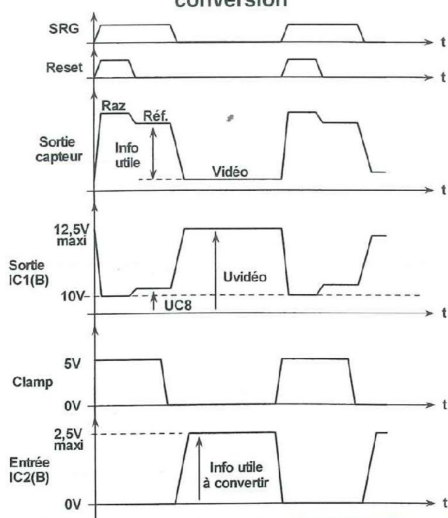 conversion
SRG
t
Reset
t
Raz
Réf.
Sortie
capteur
Info
utile
Vidéo
t
12,5V
maxi
Sortie
IC1(B)
Uvidéo
10V
UC8
t
5V
Clamp
0V
t
2,5V
maxi
Entrée
IC2(B)
Info utile
à convertir
0V
t